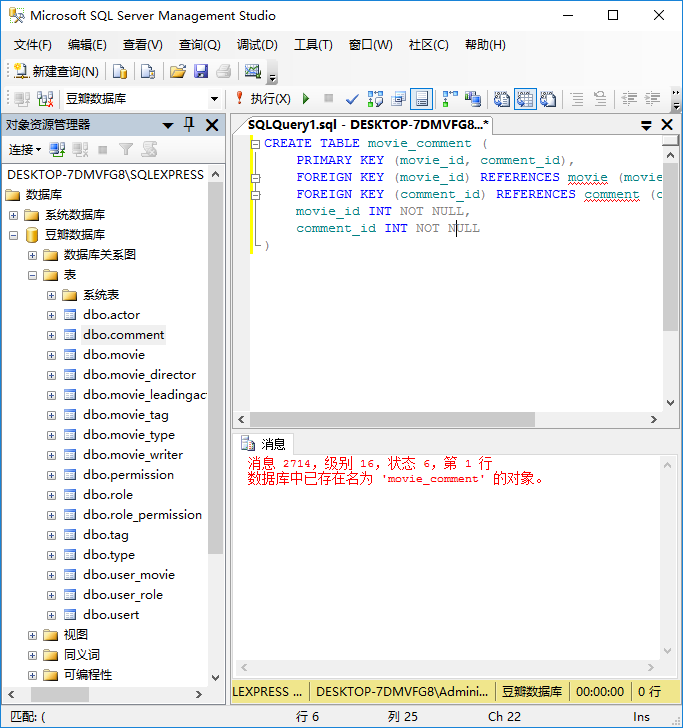 Microsoft SQL Server Management Studio
文件(F) 编辑(E) 查看(V) 查询(Q) 调试(D) 工具(T) 窗口(W) 社区(C) 帮助(H)
新建查询(N)
豆瓣数据库 执行(X)
对象资源管理器
连接
DESKTOP-7DMVFG8\SQLEXPRESS
数据库
系统数据库
豆瓣数据库
数据库关系图
表
系统表
dbo.actor
dbo.comment
dbo.movie
dbo.movie_director
dbo.movie_leadingac
dbo.movie_tag
dbo.movie_type
dbo.movie_writer
dbo.permission
dbo.role
dbo.role_permission
dbo.tag
dbo.type
dbo.user_movie
dbo.user_role
dbo.usert
视图
同义词
可编程性
SQLQuery1.sql - DESKTOP-7DMVFG8...*
CREATE TABLE movie_comment (
PRIMARY KEY (movie_id, comment_id),
FOREIGN KEY (movie_id) REFERENCES movie (movie
FOREIGN KEY (comment_id) REFERENCES comment (c
movie_id INT NOT NULL,
comment_id INT NOT NULL
)
消息
消息 2714，级别 16，状态 6，第 1 行
数据库中已存在名为 'movie_comment' 的对象。
LEXPRESS ... DESKTOP-7DMVFG8\Admini... 豆瓣数据库 00:00:00 0 行
匹配: ( 行 6 列 25 Ch 22 Ins